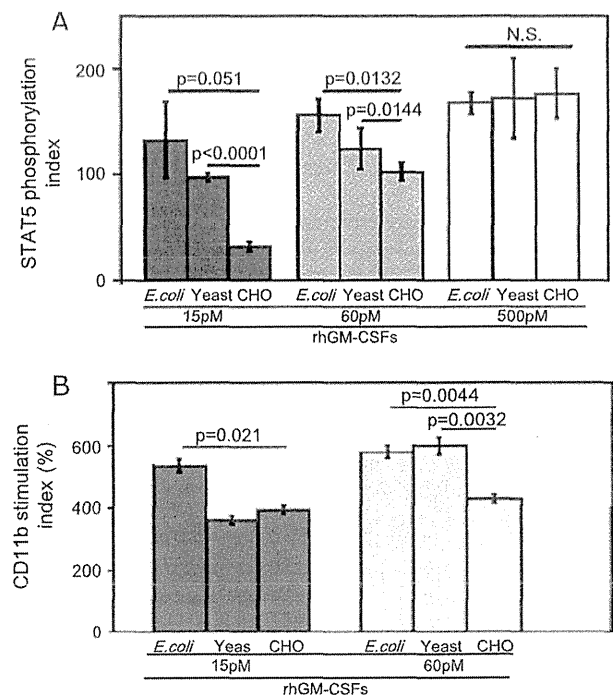 A
STAT5 phosphorylation
index
200
100
0
p=0.051
p<0.0001
p=0.0132
p=0.0144
N.S.
E.coli Yeast CHO E.coli Yeast CHO E.coli Yeast CHO
15pM 60pM 500pM
rhGM-CSFs
B
CD11b stimulation
index (%)
600
400
600
0
p=0.021
p=0.0044
p=0.0032
E.coli Yeas CHO E.coli Yeast CHO
15pM 60pM
rhGM-CSFs